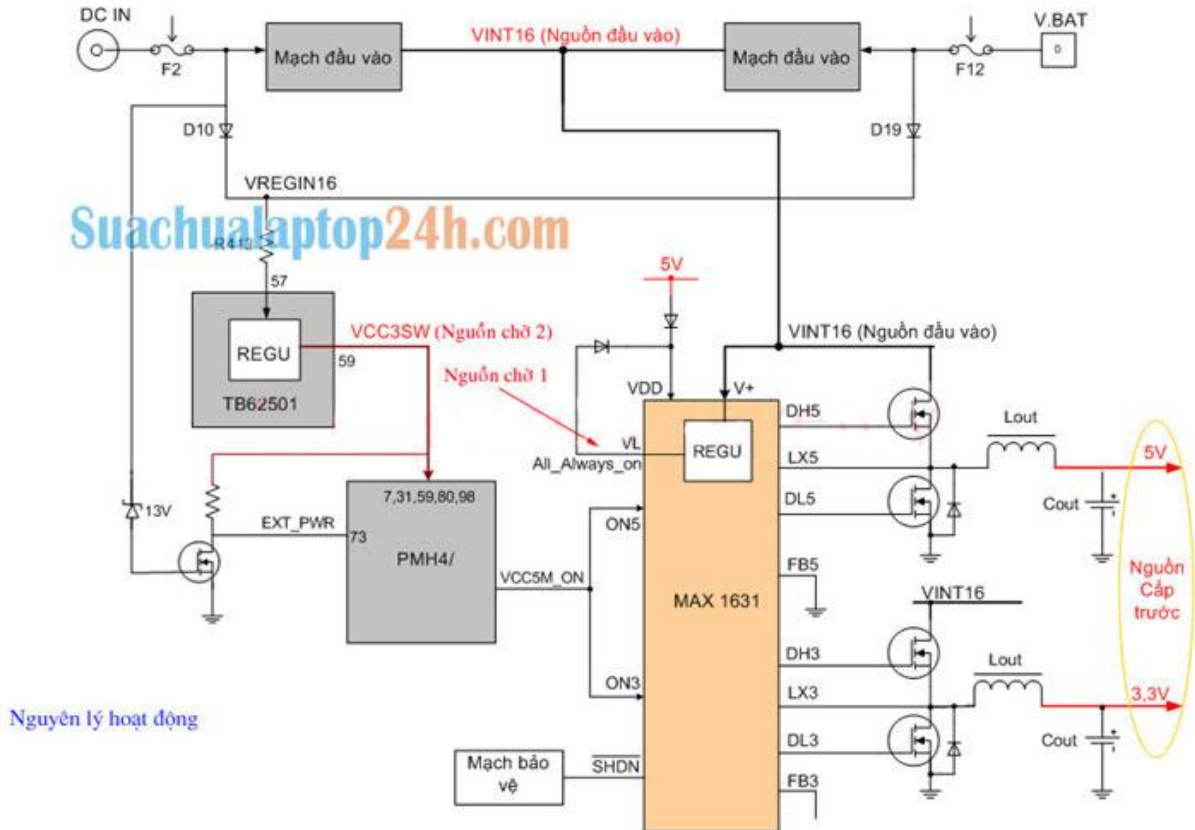 DC IN
V.BAT
VINT16 (Nguồn đầu vào)
Mạch đầu vào
Mạch đầu vào
0
F2
F12
D10
D19
VREGIN16
Suachualaptop24h.com
R413
57
5V
REGU
VCC3SW (Nguồn chờ 2)
VINT16 (Nguồn đầu vào)
59
TB62501
Nguồn chờ 1
VDD
V+
DH5
Lout
VL
REGU
5V
All_Always_on
LX5
7,31,59,80,98
DL5
Cout
13V
EXT_PWR
73
ON5
PMH4/
FB5
VCC5M_ON
Nguồn
Cấp
trước
MAX 1631
VINT16
DH3
Lout
ON3
LX3
3,3V
Nguyên lý hoạt động
DL3
Cout
Mạch bảo
vệ
SHDN
FB3